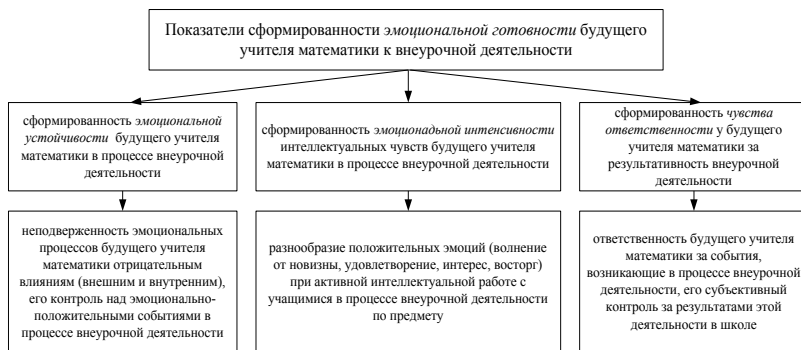 Показатели сформированности эмоциональной готовности будущего
учителя математики к внеурочной деятельности
сформированность эмоциональной
устойчивости будущего учителя
математики в процессе внеурочной
деятельности
сформированность эмоционадьной интенсивности
интеллектуальных чувств будущего учителя
математики в процессе внеурочной деятельности
сформированность чувства
ответственности у будущего
учителя математики за
результативность внеурочной
деятельности
неподверженность эмоциональных
процессов будущего учителя
математики отрицательным
влияниям (внешним и внутренним),
его контроль над эмоционально-
положительными событиями в
процессе внеурочной деятельности
разнообразие положительных эмоций (волнение
от новизны, удовлетворение, интерес, восторг)
при активной интеллектуальной работе с
учащимися в процессе внеурочной деятельности
по предмету
ответственность будущего учителя
математики за события,
возникающие в процессе внеурочной
деятельности, его субъективный
контроль за результатами этой
деятельности в школе